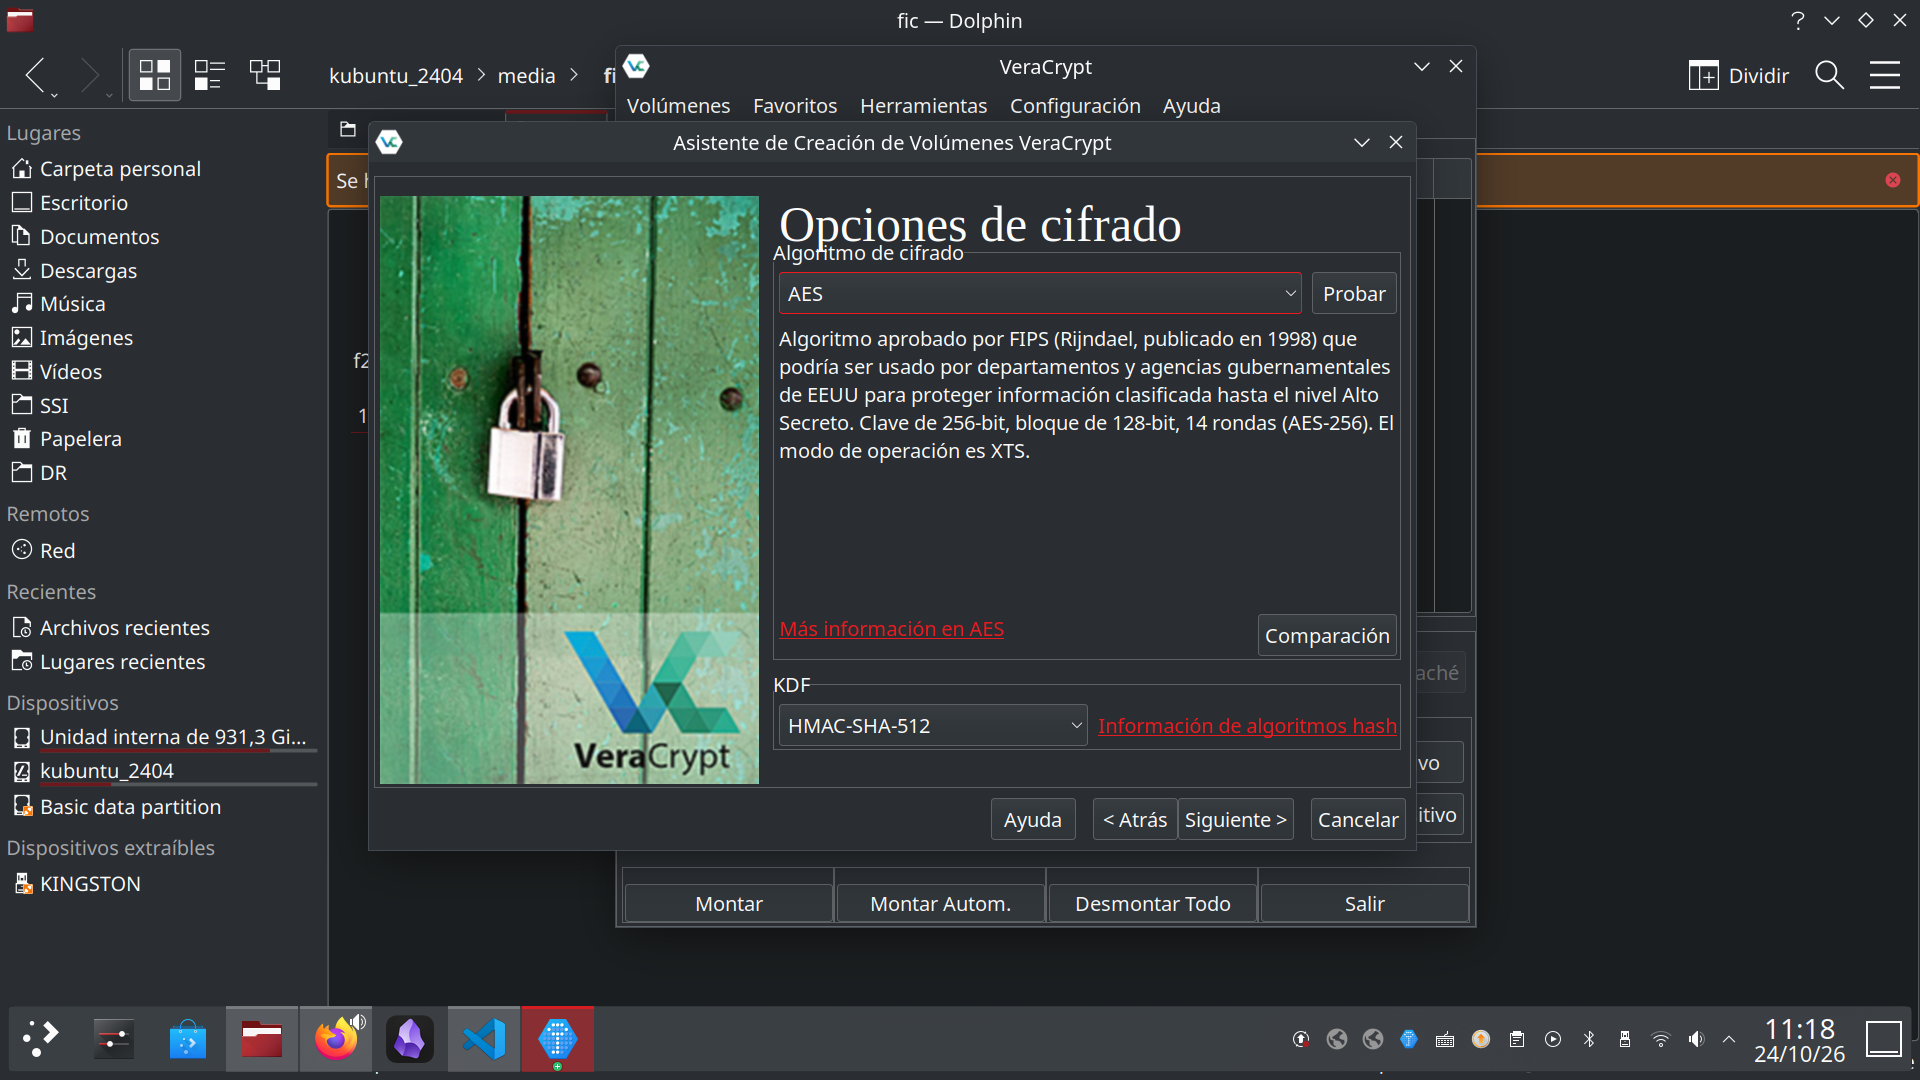 fic — Dolphin
kubuntu_2404 > media >
Dividir
VeraCrypt
Volúmenes Favoritos Herramientas Configuración Ayuda
Asistente de Creación de Volúmenes VeraCrypt
Lugares
Carpeta personal
Escritorio
Documentos
Descargas
Música
Imágenes
Vídeos
SSI
Papelera
DR
Remotos
Red
Recientes
Archivos recientes
Lugares recientes
Dispositivos
Unidad interna de 931,3 Gi...
kubuntu_2404
Basic data partition
Dispositivos extraíbles
KINGSTON
Se
Opciones de cifrado
Algoritmo de cifrado
AES
Probar
Algoritmo aprobado por FIPS (Rijndael, publicado en 1998) que
podría ser usado por departamentos y agencias gubernamentales
de EEUU para proteger información clasificada hasta el nivel Alto
Secreto. Clave de 256-bit, bloque de 128-bit, 14 rondas (AES-256). El
modo de operación es XTS.
Más información en AES
Comparación
KDF
HMAC-SHA-512
Información de algoritmos hash
VeraCrypt
Ayuda
< Atrás
Siguiente >
Cancelar
Montar
Montar Autom.
Desmontar Todo
Salir
11:18
24/10/26